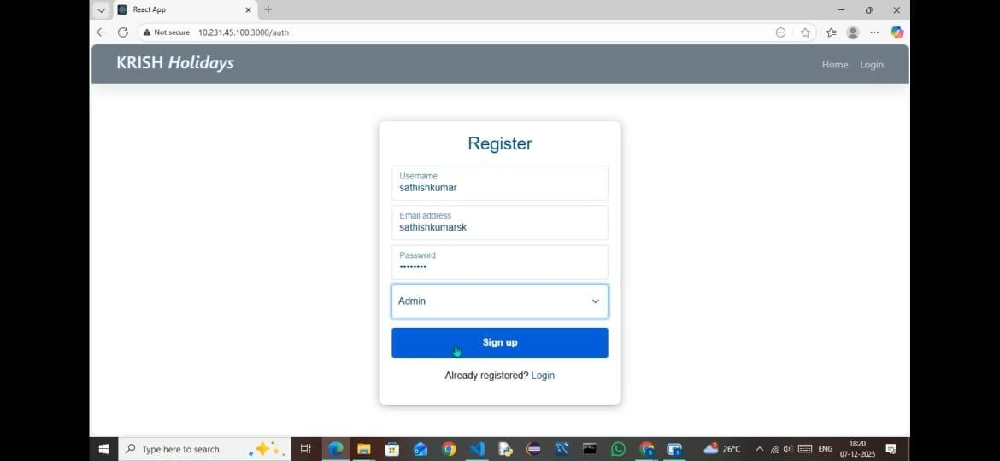 React App
Not secure 10.231.45.100:3000/auth
KRISH Holidays
Home Login
Register
Username
sathishkumar
Email address
sathishkumarsk
Password
••••••••
Admin
Sign up
Already registered? Login
Type here to search
26°C
ENG
18:20
07-12-2025